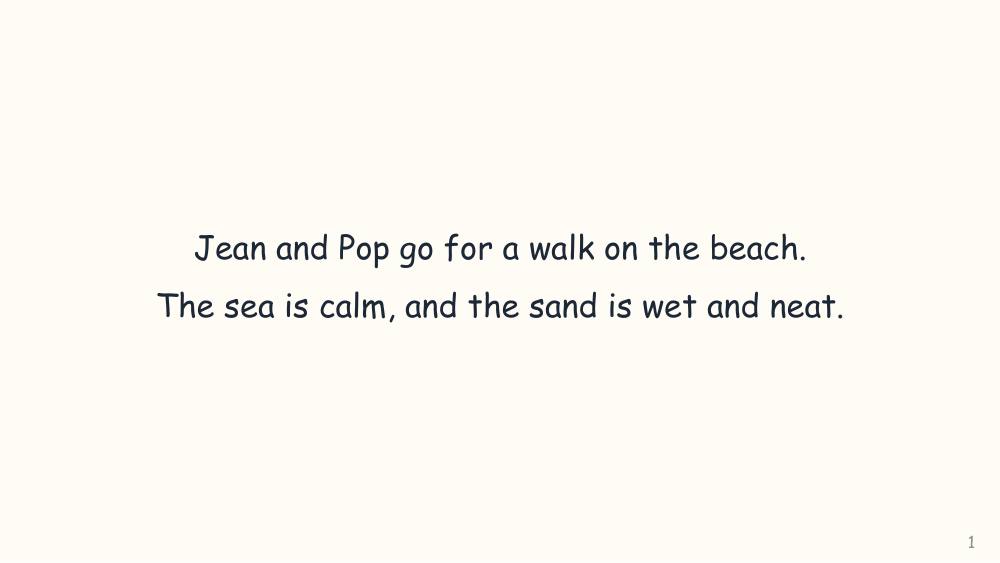 Jean and Pop go for a walk on the beach.
The sea is calm, and the sand is wet and neat.
1